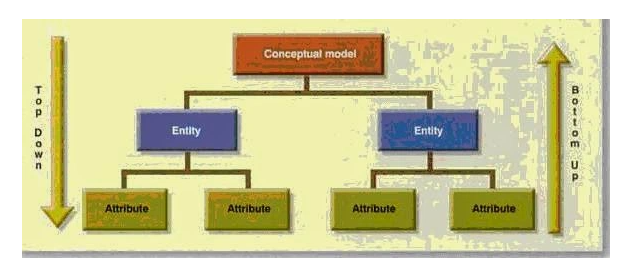 Conceptual model
Top Down
Bottom Up
Entity
Entity
Attribute
Attribute
Attribute
Attribute